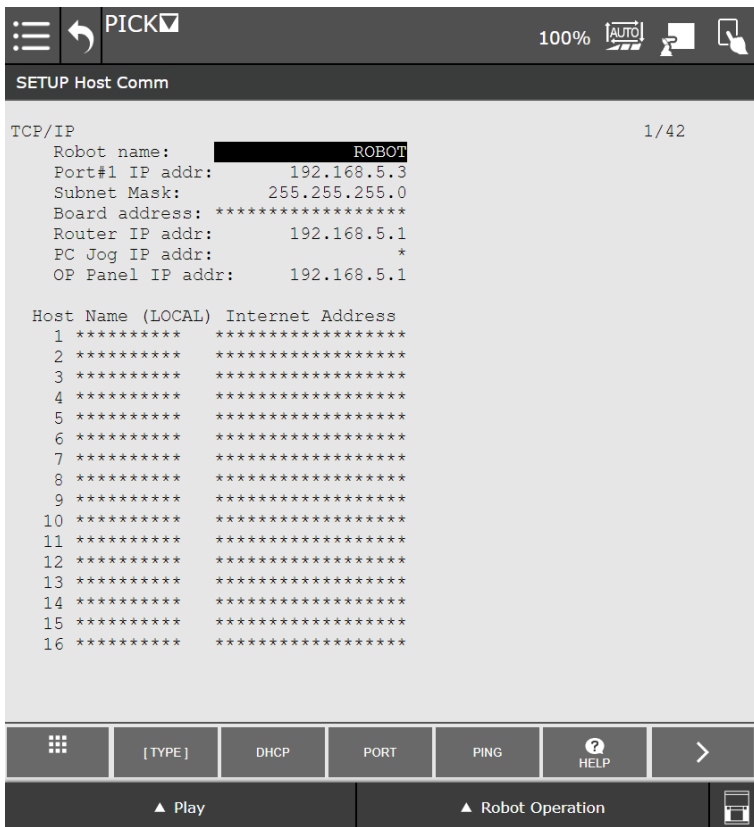 PICK
100% AUTO
SETUP Host Comm
TCP/IP 1/42
Robot name: ROBOT
Port#1 IP addr: 192.168.5.3
Subnet Mask: 255.255.255.0
Board address: ******************
Router IP addr: 192.168.5.1
PC Jog IP addr: *
OP Panel IP addr: 192.168.5.1
Host Name (LOCAL) Internet Address
1 ********** ******************
2 ********** ******************
3 ********** ******************
4 ********** ******************
5 ********** ******************
6 ********** ******************
7 ********** ******************
8 ********** ******************
9 ********** ******************
10 ********** ******************
11 ********** ******************
12 ********** ******************
13 ********** ******************
14 ********** ******************
15 ********** ******************
16 ********** ******************
[ TYPE ] DHCP PORT PING ? HELP >
▲ Play ▲ Robot Operation